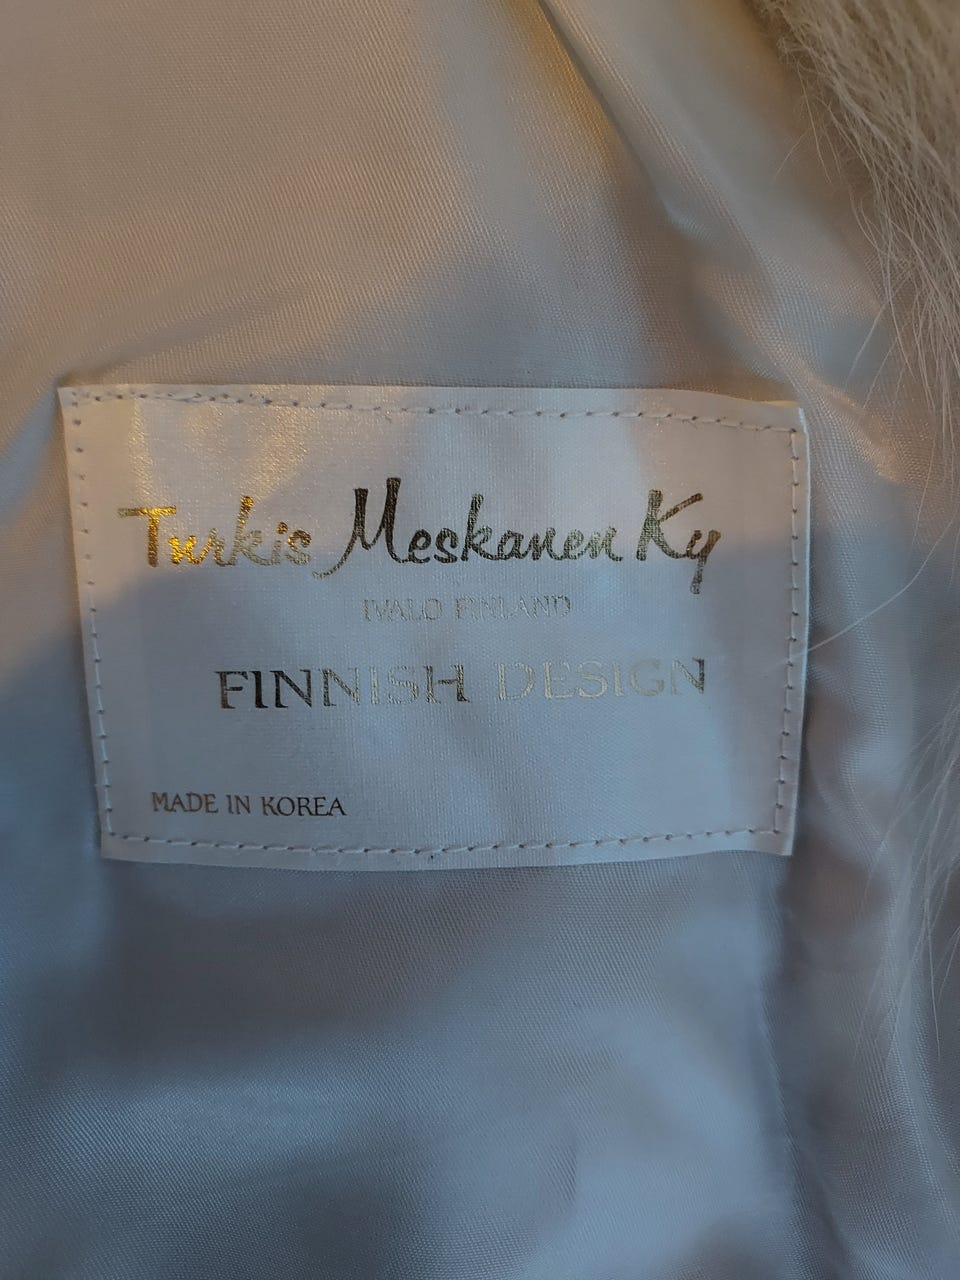 Turkis Meskanen Ky
IVALO FINLAND
FINNISH DESIGN
MADE IN KOREA